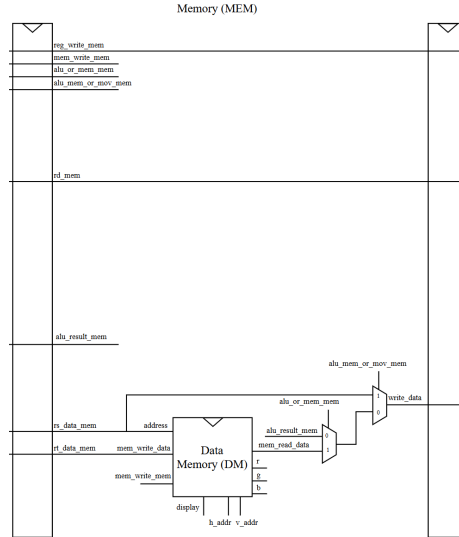 Memory (MEM)
reg_write_mem
mem_write_mem
alu_or_mem_mem
alu_mem_or_mov_mem
rd_mem
alu_result_mem
alu_mem_or_mov_mem
1
write_data
0
alu_or_mem_mem
rs_data_mem
address
alu_result_mem
0
rt_data_mem
mem_write_data
Data
Memory (DM)
mem_read_data
1
r
mem_write_mem
g
b
display
h_addr v_addr